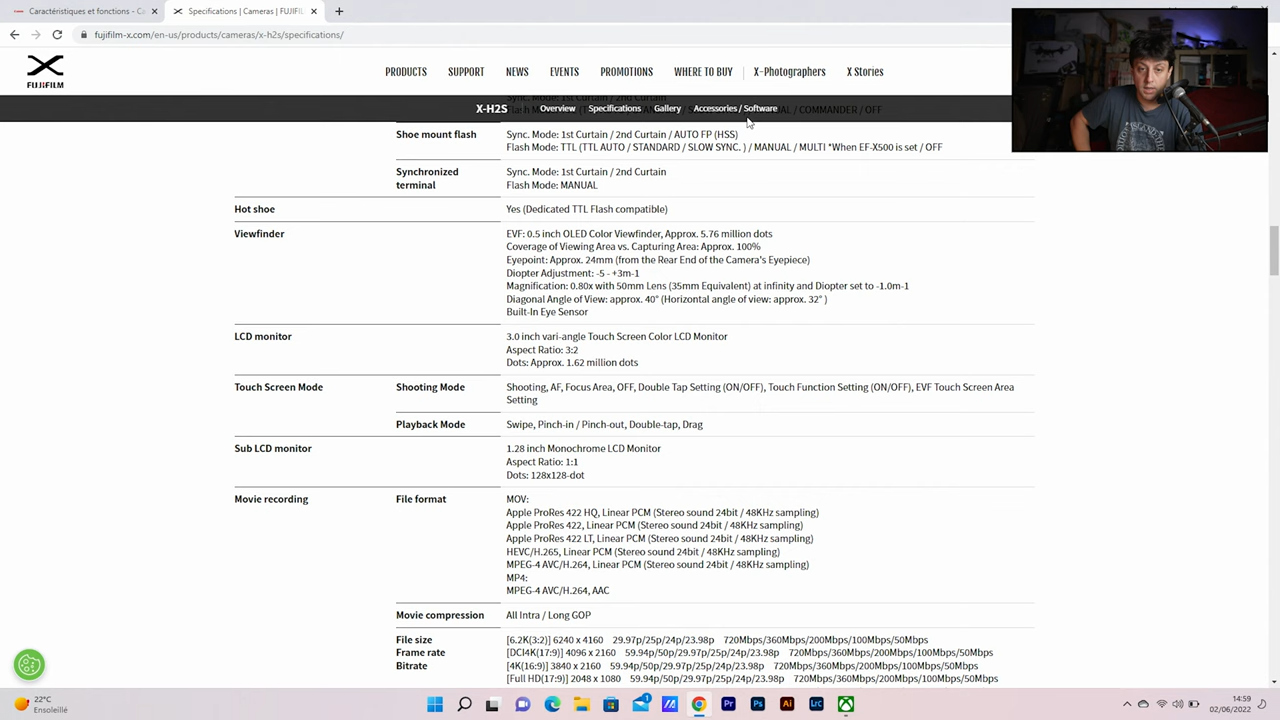 Caractéristiques et fonctions - Ca
Specifications | Cameras | FUJIFIL
fujifilm-x.com/en-us/products/cameras/x-h2s/specifications/
FUJIFILM
PRODUCTS SUPPORT NEWS EVENTS PROMOTIONS WHERE TO BUY X-Photographers X Stories
X-H2S Overview Specifications Gallery Accessories / Software
/ COMMANDER / OFF
Shoe mount flash
Sync. Mode: 1st Curtain / 2nd Curtain / AUTO FP (HSS)
Flash Mode: TTL (TTL AUTO / STANDARD / SLOW SYNC. ) / MANUAL / MULTI *When EF-X500 is set / OFF
Synchronized
terminal
Sync. Mode: 1st Curtain / 2nd Curtain
Flash Mode: MANUAL
Hot shoe
Yes (Dedicated TTL Flash compatible)
Viewfinder
EVF: 0.5 inch OLED Color Viewfinder, Approx. 5.76 million dots
Coverage of Viewing Area vs. Capturing Area: Approx. 100%
Eyepoint: Approx. 24mm (from the Rear End of the Camera's Eyepiece)
Diopter Adjustment: -5 - +3m-1
Magnification: 0.80x with 50mm Lens (35mm Equivalent) at infinity and Diopter set to -1.0m-1
Diagonal Angle of View: approx. 40° (Horizontal angle of view: approx. 32° )
Built-In Eye Sensor
LCD monitor
3.0 inch vari-angle Touch Screen Color LCD Monitor
Aspect Ratio: 3:2
Dots: Approx. 1.62 million dots
Touch Screen Mode
Shooting Mode
Shooting, AF, Focus Area, OFF, Double Tap Setting (ON/OFF), Touch Function Setting (ON/OFF), EVF Touch Screen Area
Setting
Playback Mode
Swipe, Pinch-in / Pinch-out, Double-tap, Drag
Sub LCD monitor
1.28 inch Monochrome LCD Monitor
Aspect Ratio: 1:1
Dots: 128x128-dot
Movie recording
File format
MOV:
Apple ProRes 422 HQ, Linear PCM (Stereo sound 24bit / 48KHz sampling)
Apple ProRes 422, Linear PCM (Stereo sound 24bit / 48KHz sampling)
Apple ProRes 422 LT, Linear PCM (Stereo sound 24bit / 48KHz sampling)
HEVC/H.265, Linear PCM (Stereo sound 24bit / 48KHz sampling)
MPEG-4 AVC/H.264, Linear PCM (Stereo sound 24bit / 48KHz sampling)
MP4:
MPEG-4 AVC/H.264, AAC
Movie compression
All Intra / Long GOP
File size
Frame rate
Bitrate
[6.2K(3:2)] 6240 x 4160 29.97p/25p/24p/23.98p 720Mbps/360Mbps/200Mbps/100Mbps/50Mbps
[DCI4K(17:9)] 4096 x 2160 59.94p/50p/29.97p/25p/24p/23.98p 720Mbps/360Mbps/200Mbps/100Mbps/50Mbps
[4K(16:9)] 3840 x 2160 59.94p/50p/29.97p/25p/24p/23.98p 720Mbps/360Mbps/200Mbps/100Mbps/50Mbps
[Full HD(17:9)] 2048 x 1080 59.94p/50p/29.97p/25p/24p/23.98p 720Mbps/360Mbps/200Mbps/100Mbps/50Mbps
22°C
Ensoleillé
Pr Ps Ai Lrc
14:59
02/06/2022